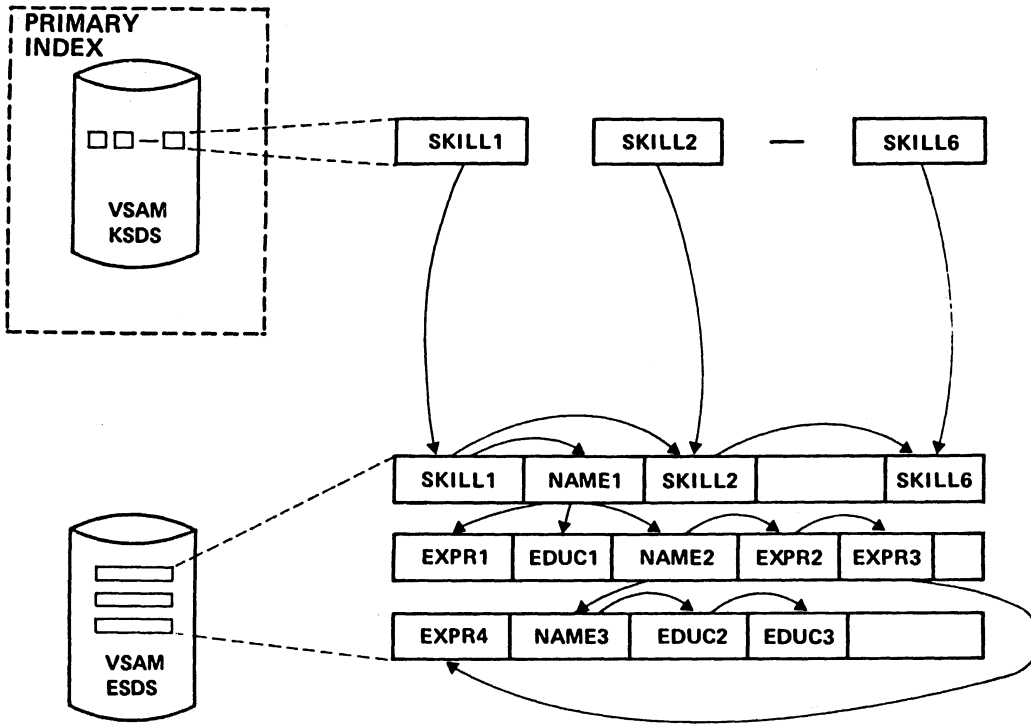 PRIMARY
INDEX
VSAM
KSDS
SKILL1 SKILL2 — SKILL6
SKILL1 NAME1 SKILL2 SKILL6
EXPR1 EDUC1 NAME2 EXPR2 EXPR3
EXPR4 NAME3 EDUC2 EDUC3
VSAM
ESDS